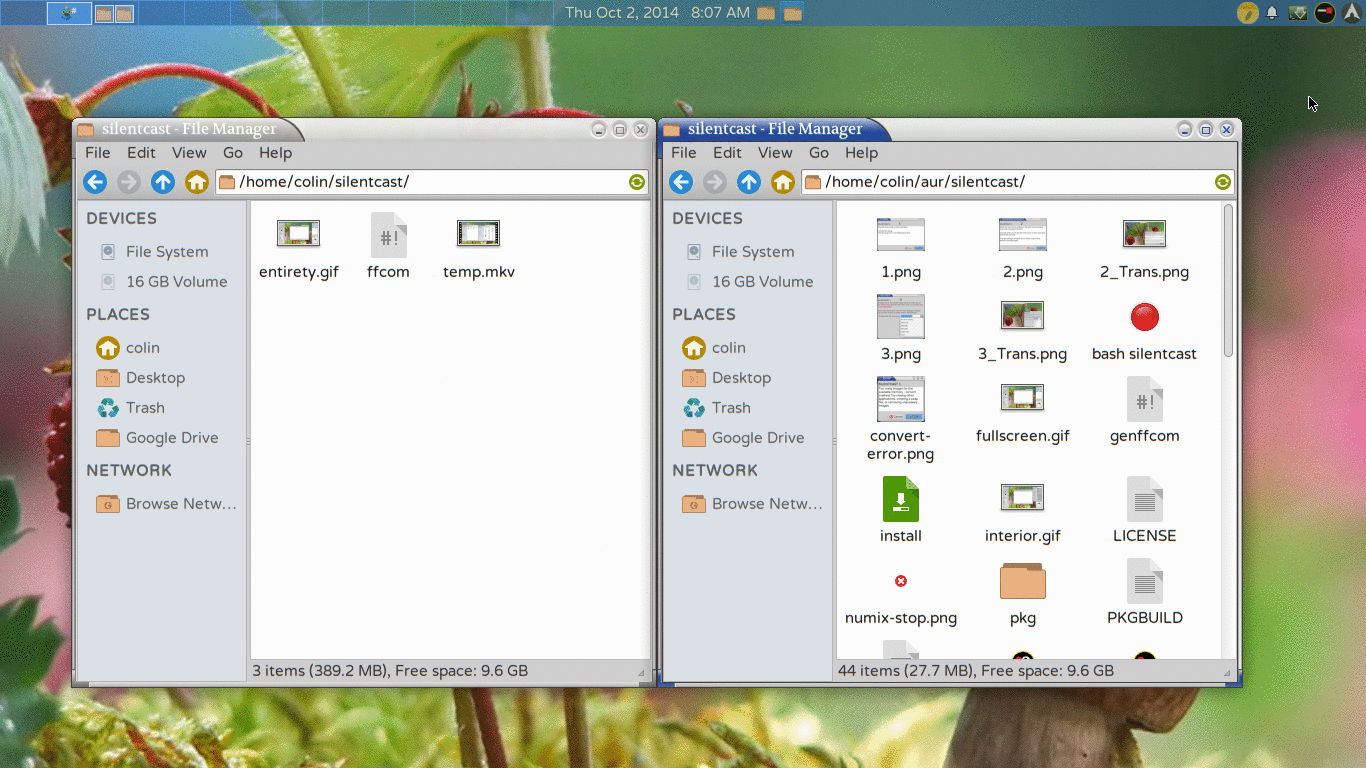 Thu Oct 2, 2014 8:07 AM
silentcast - File Manager
File Edit View Go Help
/home/colin/silentcast/
DEVICES
File System
16 GB Volume
PLACES
colin
Desktop
Trash
Google Drive
NETWORK
Browse Netw...
entirety.gif ffcom temp.mkv
#!
3 items (389.2 MB), Free space: 9.6 GB
silentcast - File Manager
File Edit View Go Help
/home/colin/aur/silentcast/
DEVICES
File System
16 GB Volume
PLACES
colin
Desktop
Trash
Google Drive
NETWORK
Browse Netw...
1.png 2.png 2_Trans.png
3.png 3_Trans.png bash silentcast
#!
convert-
error.png
fullscreen.gif genffcom
install interior.gif LICENSE
numix-stop.png pkg PKGBUILD
44 items (27.7 MB), Free space: 9.6 GB